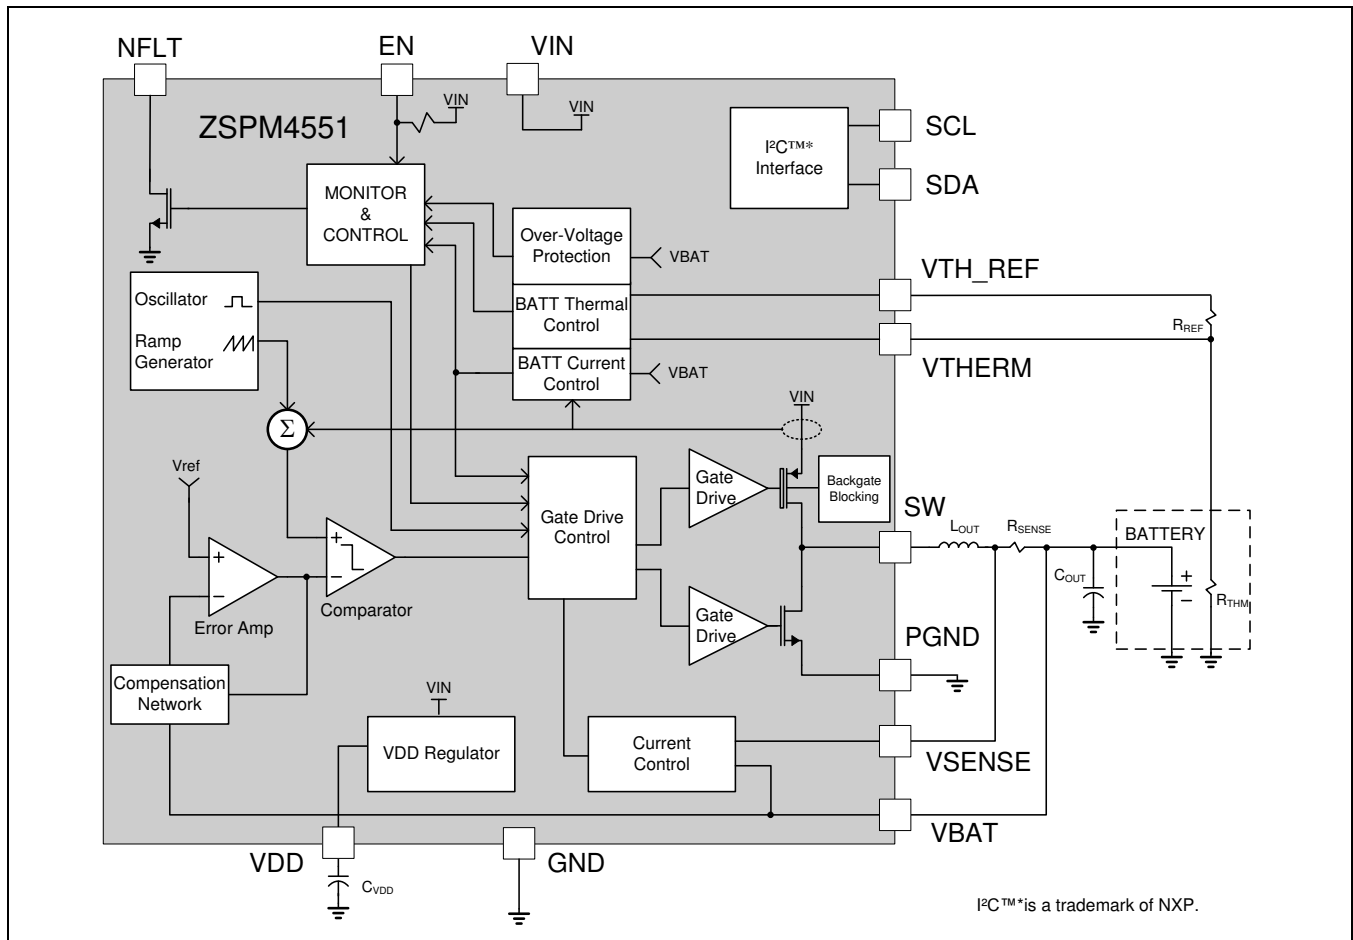 NFLT
EN
VIN
ZSPM4551
VIN
VIN
I²C™*
Interface
SCL
SDA
MONITOR
&
CONTROL
Over-Voltage
Protection
VBAT
VTH_REF
Oscillator
Ramp
Generator
BATT Thermal
Control
RREF
VTHERM
BATT Current
Control
VBAT
VIN
Σ
Vref
Gate
Drive
Backgate
Blocking
SW
Gate Drive
Control
LOUT
RSENSE
BATTERY
+
−
+
−
Comparator
Error Amp
COUT
+
−
RTHM
Gate
Drive
PGND
Compensation
Network
VIN
VDD Regulator
Current
Control
VSENSE
VBAT
VDD
GND
CVDD
I²C™*is a trademark of NXP.